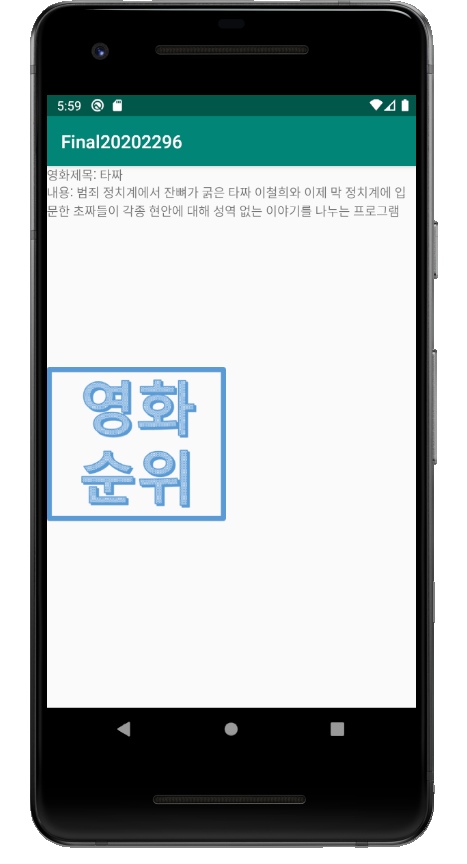 5:59
Final20202296
영화제목: 타짜
내용: 범죄 정치계에서 잔뼈가 굵은 타짜 이철희와 이제 막 정치계에 입
문한 초짜들이 각종 현안에 대해 성역 없는 이야기를 나누는 프로그램
영화
순위